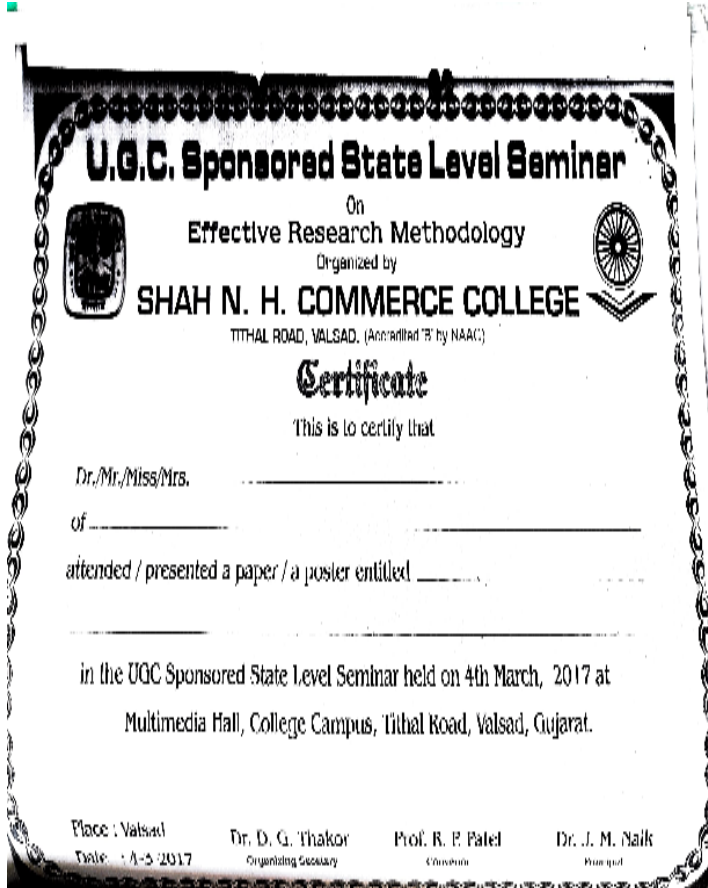 U.G.C. Sponsored State Level Seminar
On
Effective Research Methodology
Organized by
SHAH N. H. COMMERCE COLLEGE
TITHAL ROAD, VALSAD. (Accredited 'B' by NAAC)
Certificate
This is to certify that
Dr./Mr./Miss/Mrs.
of
attended / presented a paper / a poster entitled
in the UGC Sponsored State Level Seminar held on 4th March, 2017 at
Multimedia Hall, College Campus, Tithal Road, Valsad, Gujarat.
Place : Valsad
Date : 4-3-2017
Dr. D. G. Thakor
Organizing Secretary
Prof. R. P. Patel
Convenor
Dr. J. M. Naik
Principal